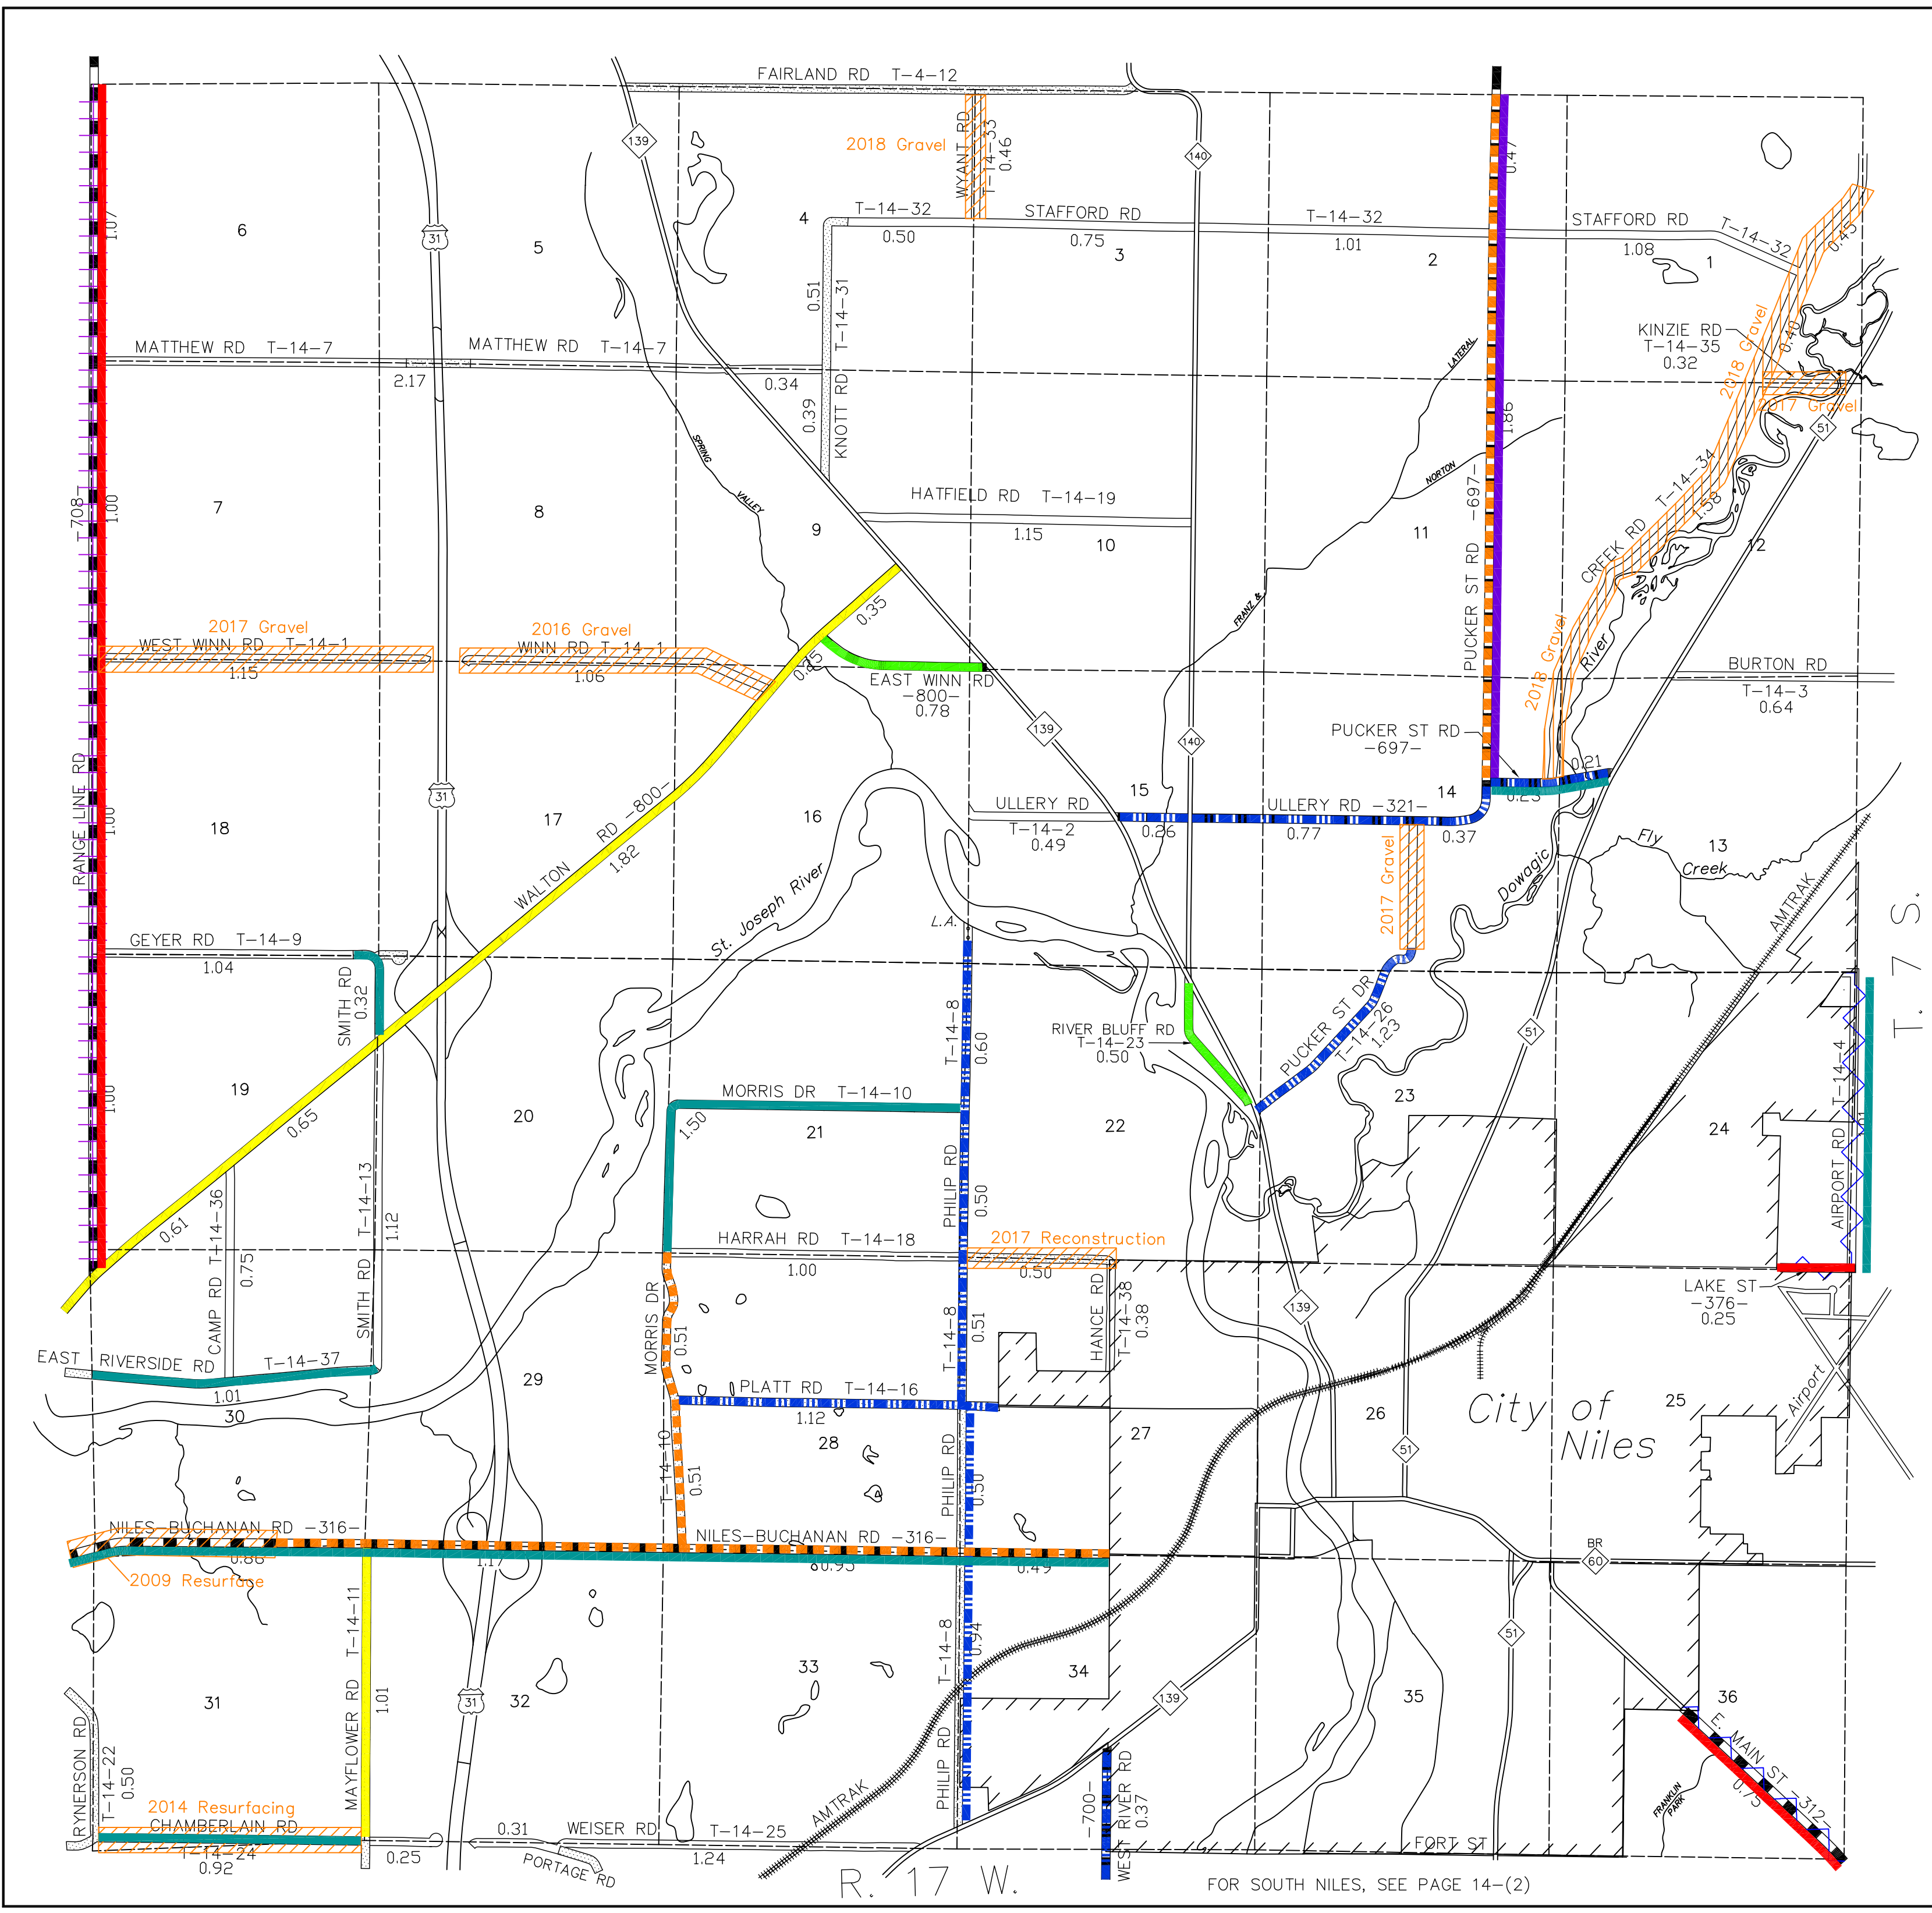 FAIRLAND RD T-4-12
139
2018 Gravel
WYANT RD
T-14-33
0.46
140
0.47
1.07
6
31
5
4
T-14-32
0.50
STAFFORD RD
0.75
3
T-14-32
1.01
2
STAFFORD RD
1.08
T-14-32
1
0.45
0.51
T-14-31
KNOTT RD
0.39
MATTHEW RD T-14-7
2.17
MATTHEW RD T-14-7
0.34
LATERAL
KINZIE RD
T-14-35
0.32
2018 Gravel
0.40
2017 Gravel
51
1.86
SPRING
VALLEY
NORTON
-697-
PUCKER ST RD
T-14-34
1.58
CREEK RD
-708-
1.00
7
8
9
HATFIELD RD T-14-19
1.15
10
11
12
FRANZ &
0.35
2017 Gravel
WEST WINN RD T-14-1
1.15
2016 Gravel
WINN RD T-14-1
1.06
EAST WINN RD
-800-
0.78
139
140
2018 Gravel
River
BURTON RD
T-14-3
0.64
PUCKER ST RD
-697-
0.21
RANGE LINE RD
1.00
18
31
17
WALTON RD -800-
1.82
16
15
ULLERY RD
T-14-2
0.49
0.26
ULLERY RD -321-
0.77
0.37
14
2017 Gravel
Dowagic
Fly
Creek
13
AMTRAK
St. Joseph River
L.A.
GEYER RD T-14-9
1.04
SMITH RD
0.32
T-14-8
0.60
RIVER BLUFF RD
T-14-23
0.50
PUCKER ST DR
T-14-26
1.23
51
T. 7 S.
1.00
19
0.65
20
MORRIS DR T-14-10
1.50
21
22
23
24
AIRPORT RD T-14-4
0.61
CAMP RD T-14-36
0.75
SMITH RD T-14-13
1.12
PHILIP RD
0.50
HARRAH RD T-14-18
1.00
2017 Reconstruction
0.50
HANCE RD
T-14-38
0.38
139
LAKE ST
-376-
0.25
MORRIS DR
0.51
T-14-8
0.51
EAST RIVERSIDE RD T-14-37
1.01
30
29
PLATT RD T-14-16
1.12
28
27
26
City of
Niles
25
Airport
51
T-14-10
0.51
PHILIP RD
0.50
NILES-BUCHANAN RD -316-
0.86
2009 Resurface
1.17
NILES-BUCHANAN RD -316-
0.49
BR
60
MAYFLOWER RD T-14-11
1.01
31
31
32
33
T-14-8
0.94
34
139
35
51
36
RYNERSON RD
T-14-22
0.50
2014 Resurfacing
CHAMBERLAIN RD
T-14-24
0.92
0.25
0.31
WEISER RD T-14-25
1.24
PORTAGE RD
AMTRAK
PHILIP RD
-700-
WEST RIVER RD
0.37
FORT ST
E. MAIN ST -312-
0.75
FRANKLIN
PARK
R. 17 W.
FOR SOUTH NILES, SEE PAGE 14-(2)